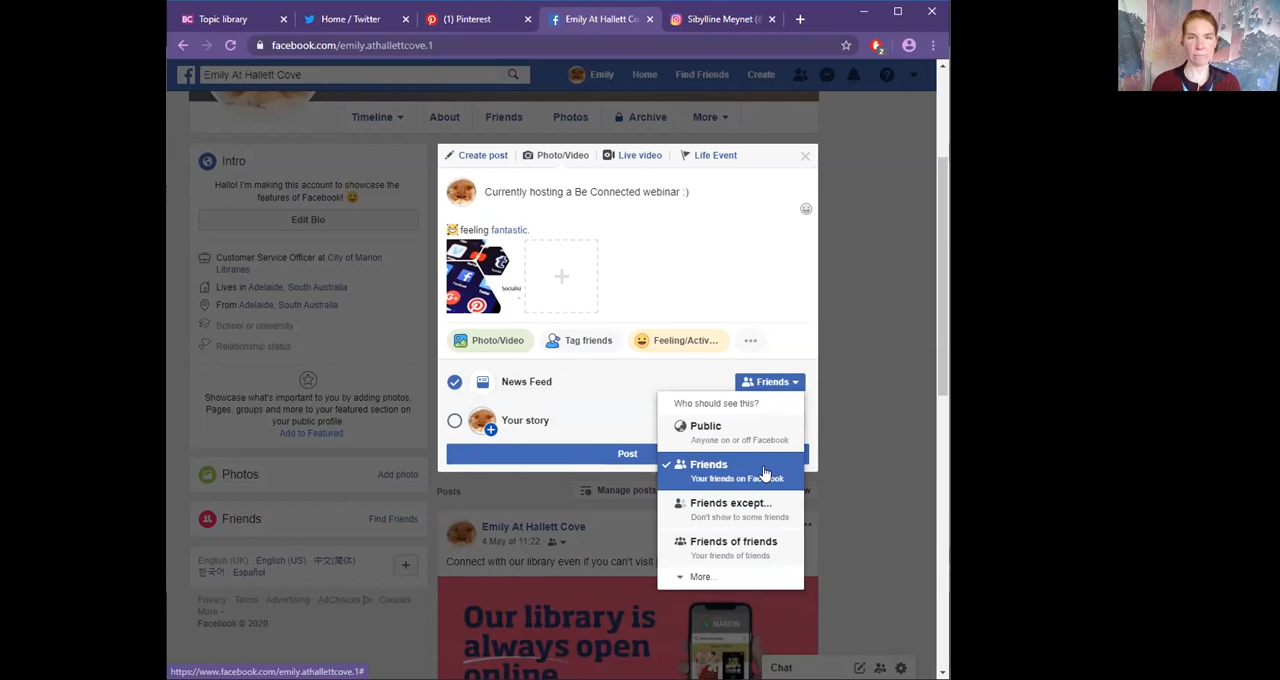 Topic library
Home / Twitter
(1) Pinterest
Emily At Hallett Co
Sibylline Meynet (
facebook.com/emily.athallettcove.1
2
Emily At Hallett Cove
Emily Home Find Friends Create
Timeline About Friends Photos Archive More
Intro
Hello! I'm making this account to showcase
the features of Facebook!
Edit Bio
Customer Service Officer at City of Marion
Libraries
Lives in Adelaide, South Australia
From Adelaide, South Australia
School or university
Relationship status
Showcase what's important to you by adding photos,
Pages, groups and more to your featured section on
your public profile.
Add to Featured
Photos Add photo
Friends Find Friends
English (UK) · English (US) · 中文(简体) ·
한국어 · Español
Privacy · Terms · Advertising · AdChoices · Cookies ·
More
Facebook © 2020
Create post Photo/Video Live video Life Event
Currently hosting a Be Connected webinar :)
feeling fantastic.
Photo/Video Tag friends Feeling/Activ...
News Feed Friends
Your story
Post
Who should see this?
Public
Anyone on or off Facebook
Friends
Your friends on Facebook
Friends except...
Don't show to some friends
Friends of friends
Your friends of friends
More...
Posts Manage posts
Emily At Hallett Cove
4 May at 11:22 ·
Connect with our library even if you can't visit
Our library is
always open
online
Chat
https://www.facebook.com/emily.athallettcove.1#